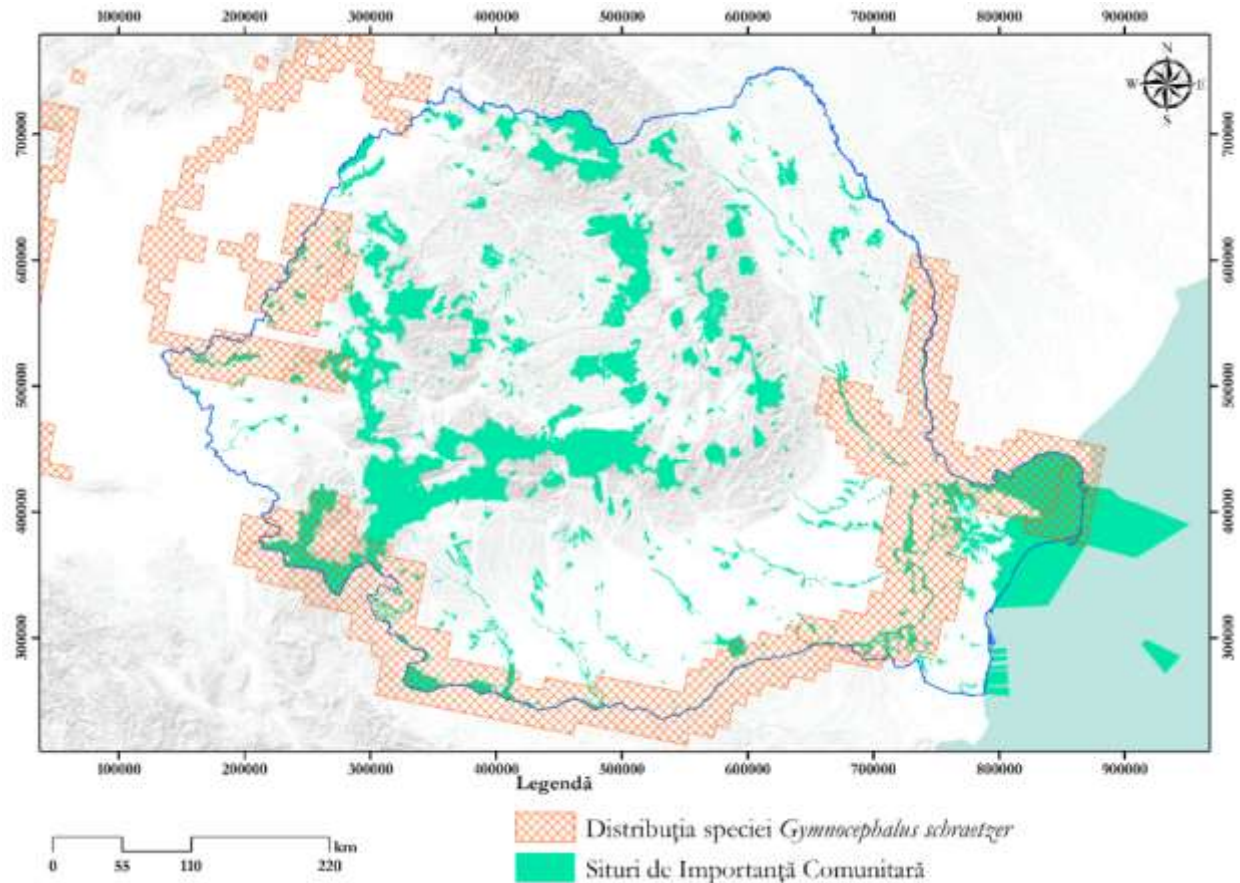 100000 200000 300000 400000 500000 600000 700000 800000 900000
N
W E
S
700000 700000
600000 600000
500000 500000
400000 400000
300000 300000
100000 200000 300000 400000 500000 600000 700000 800000 900000
Legendă
Distribuția speciei Gymnocephalus schraetzer
km
0 55 110 220
Situri de Importanță Comunitară